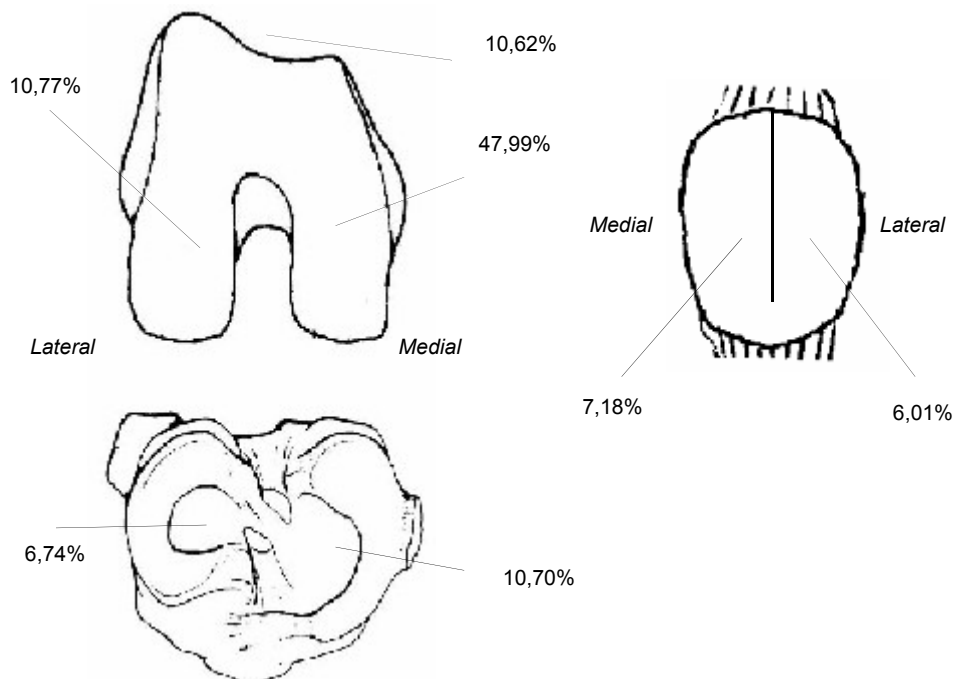 10,62%
10,77%
47,99%
Medial
Lateral
Lateral
Medial
7,18%
6,01%
6,74%
10,70%